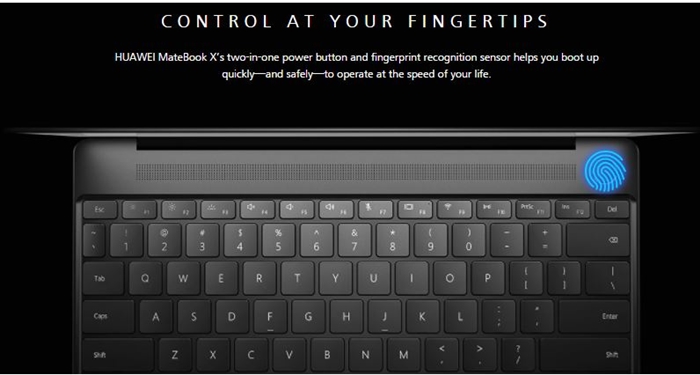 CONTROL AT YOUR FINGERTIPS
HUAWEI MateBook X's two-in-one power button and fingerprint recognition sensor helps you boot up
quickly—and safely—to operate at the speed of your life.
Esc F1 F2 F3 F4 F5 F6 F7 F8 F9 F10 PrtSc F11 Ins F12 Del
~ ! @ # $ % ^ & * ( ) - +
` 1 2 3 4 5 6 7 8 9 0 - =
Tab Q W E R T Y U I O P { } |
[ ] \
Caps A S D F G H J K L : " Enter
; '
Shift Z X C V B N M < > ? Shift
, . /